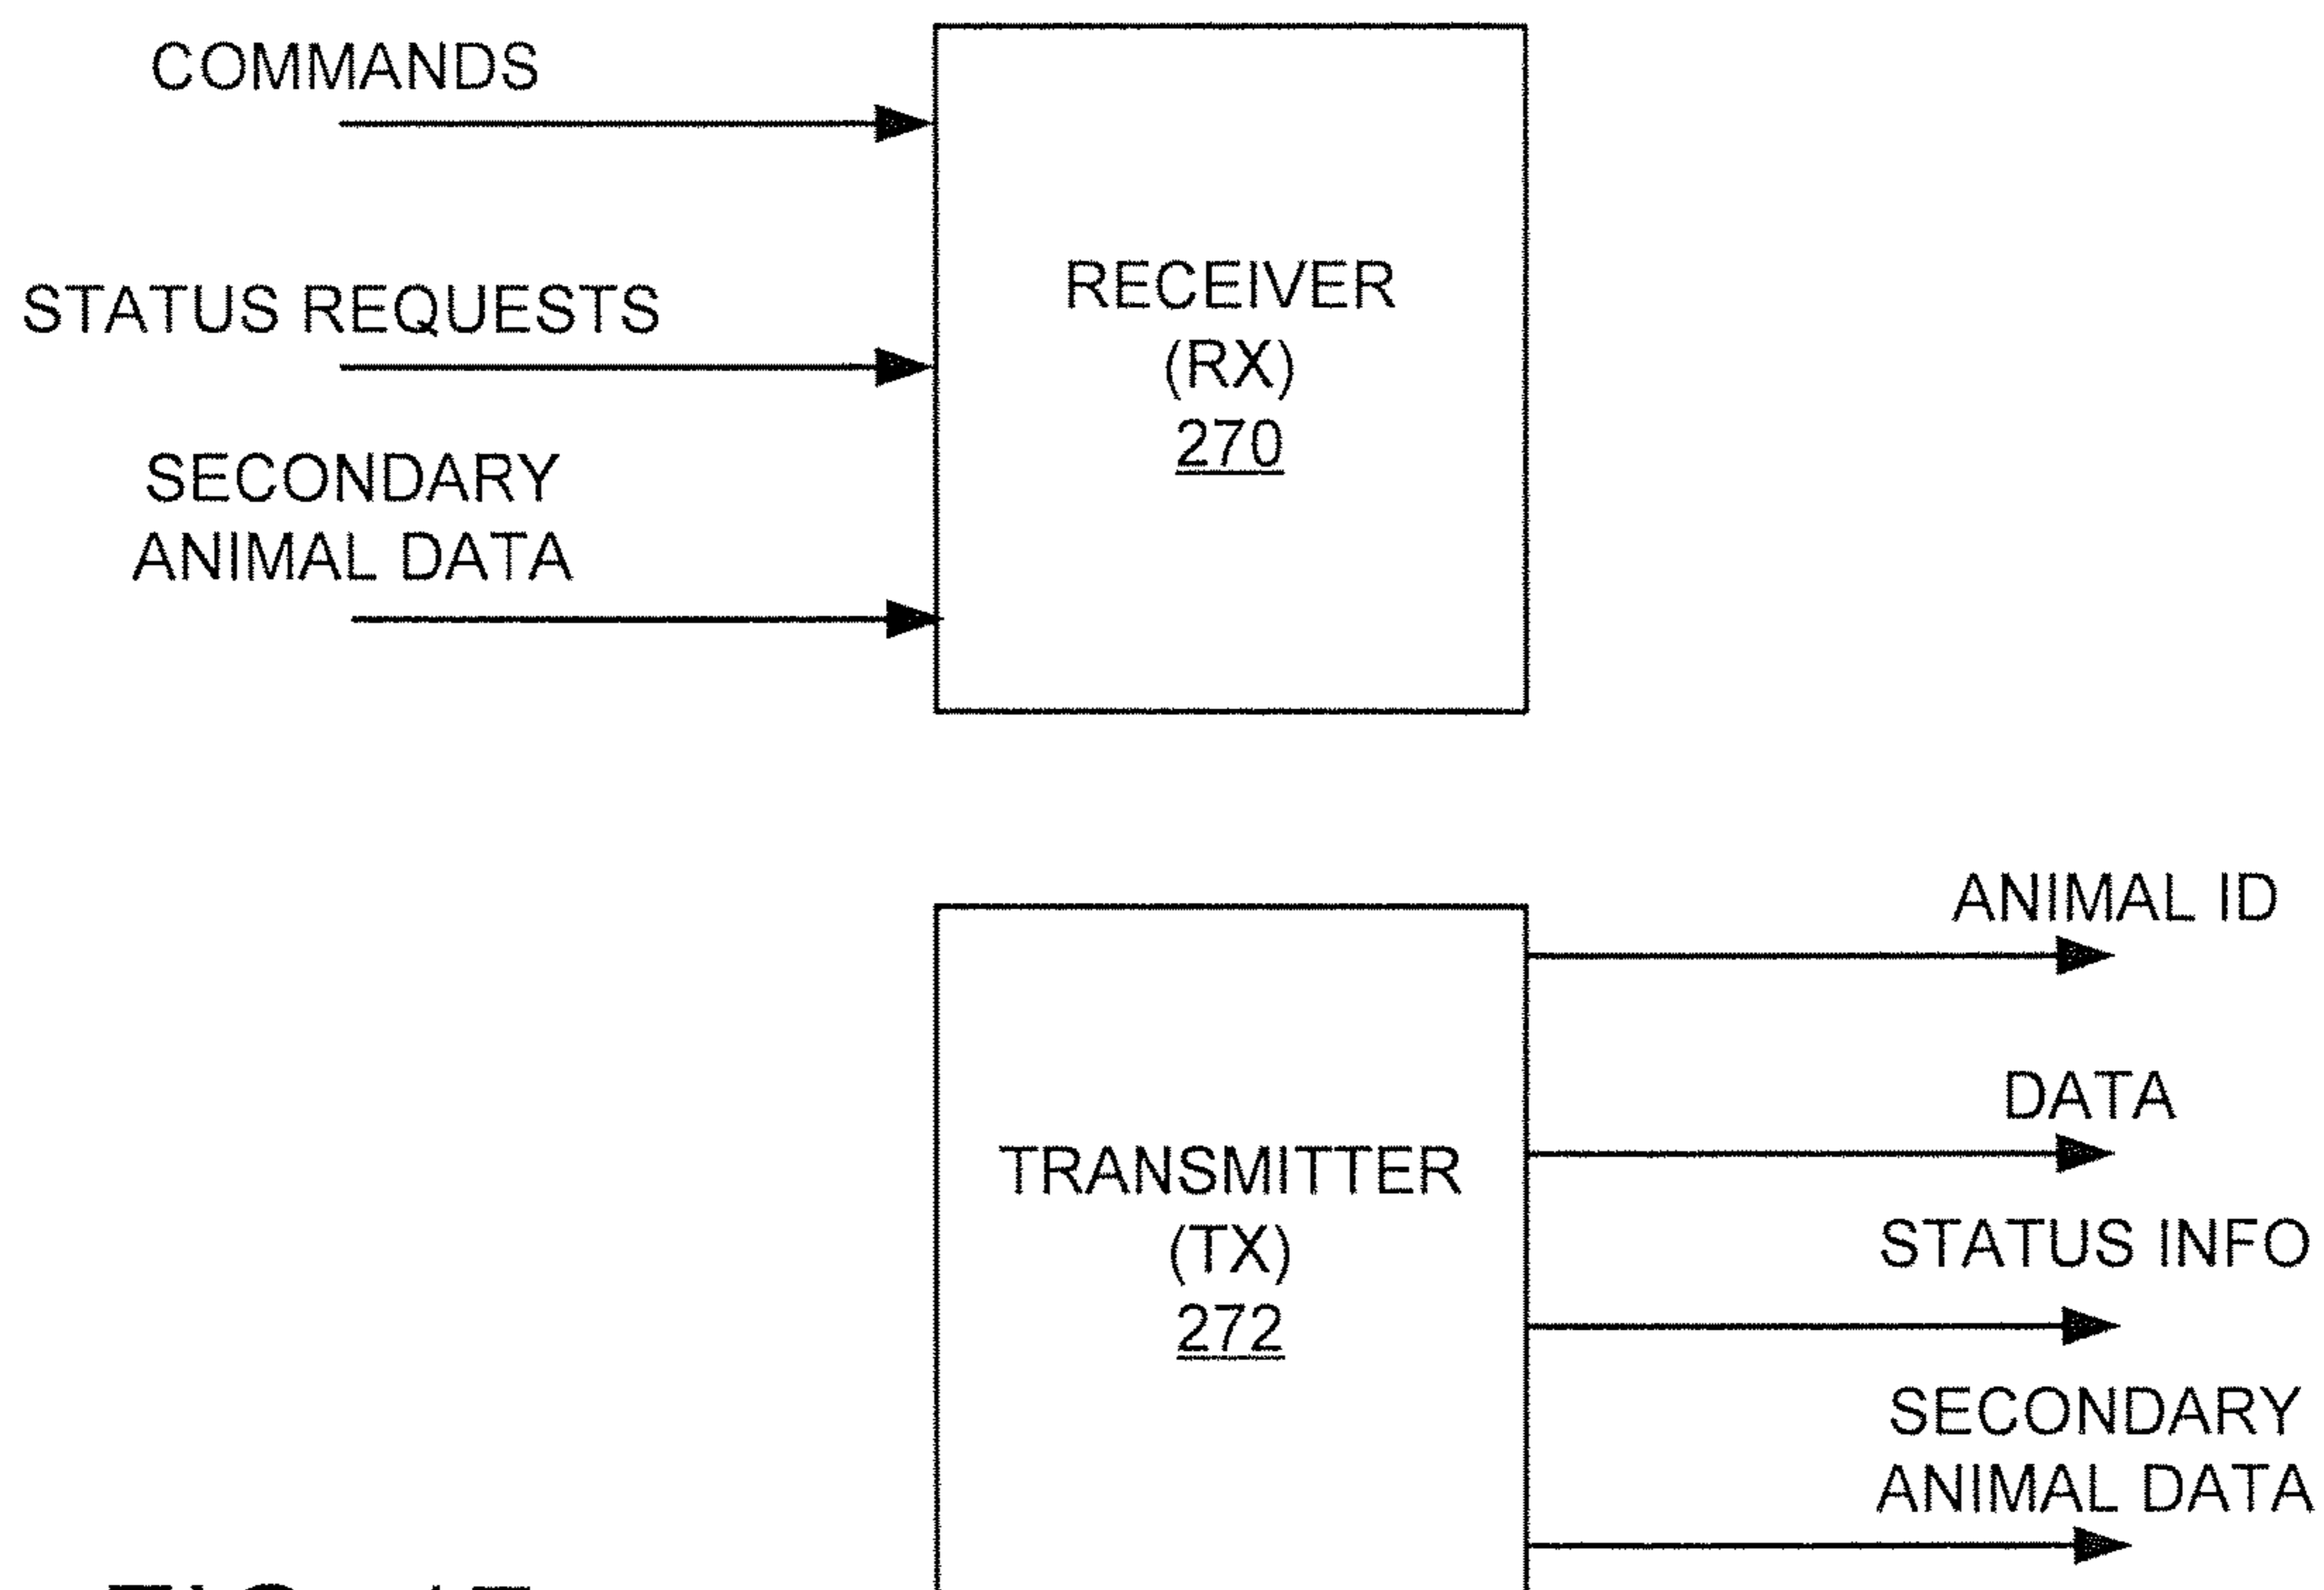 COMMANDS
STATUS REQUESTS
SECONDARY
ANIMAL DATA
RECEIVER
(RX)
270
TRANSMITTER
(TX)
272
ANIMAL ID
DATA
STATUS INFO
SECONDARY
ANIMAL DATA